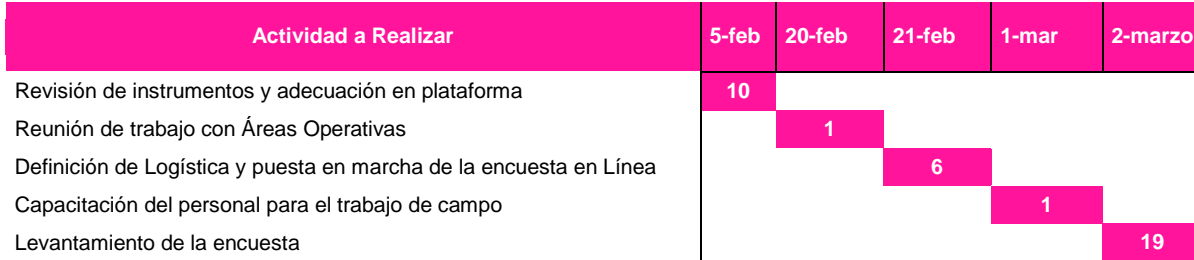 Actividad a Realizar 5-feb 20-feb 21-feb 1-mar 2-marzo
Revisión de instrumentos y adecuación en plataforma 10
Reunión de trabajo con Áreas Operativas 1
Definición de Logística y puesta en marcha de la encuesta en Línea 6
Capacitación del personal para el trabajo de campo 1
Levantamiento de la encuesta 19